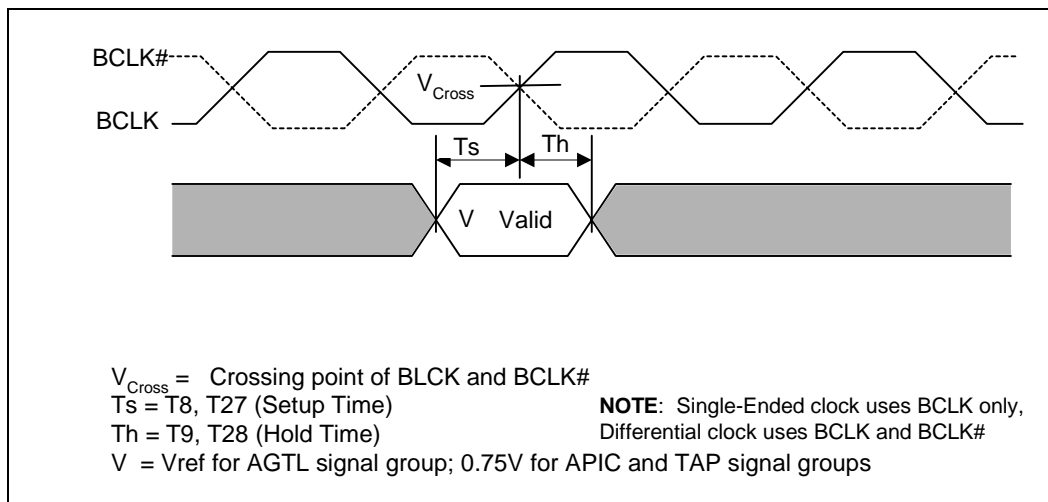 BCLK#
V_Cross
BCLK
Ts
Th
V Valid
V_Cross = Crossing point of BLCK and BCLK#
Ts = T8, T27 (Setup Time)
Th = T9, T28 (Hold Time)
V = Vref for AGTL signal group; 0.75V for APIC and TAP signal groups
NOTE: Single-Ended clock uses BCLK only,
Differential clock uses BCLK and BCLK#